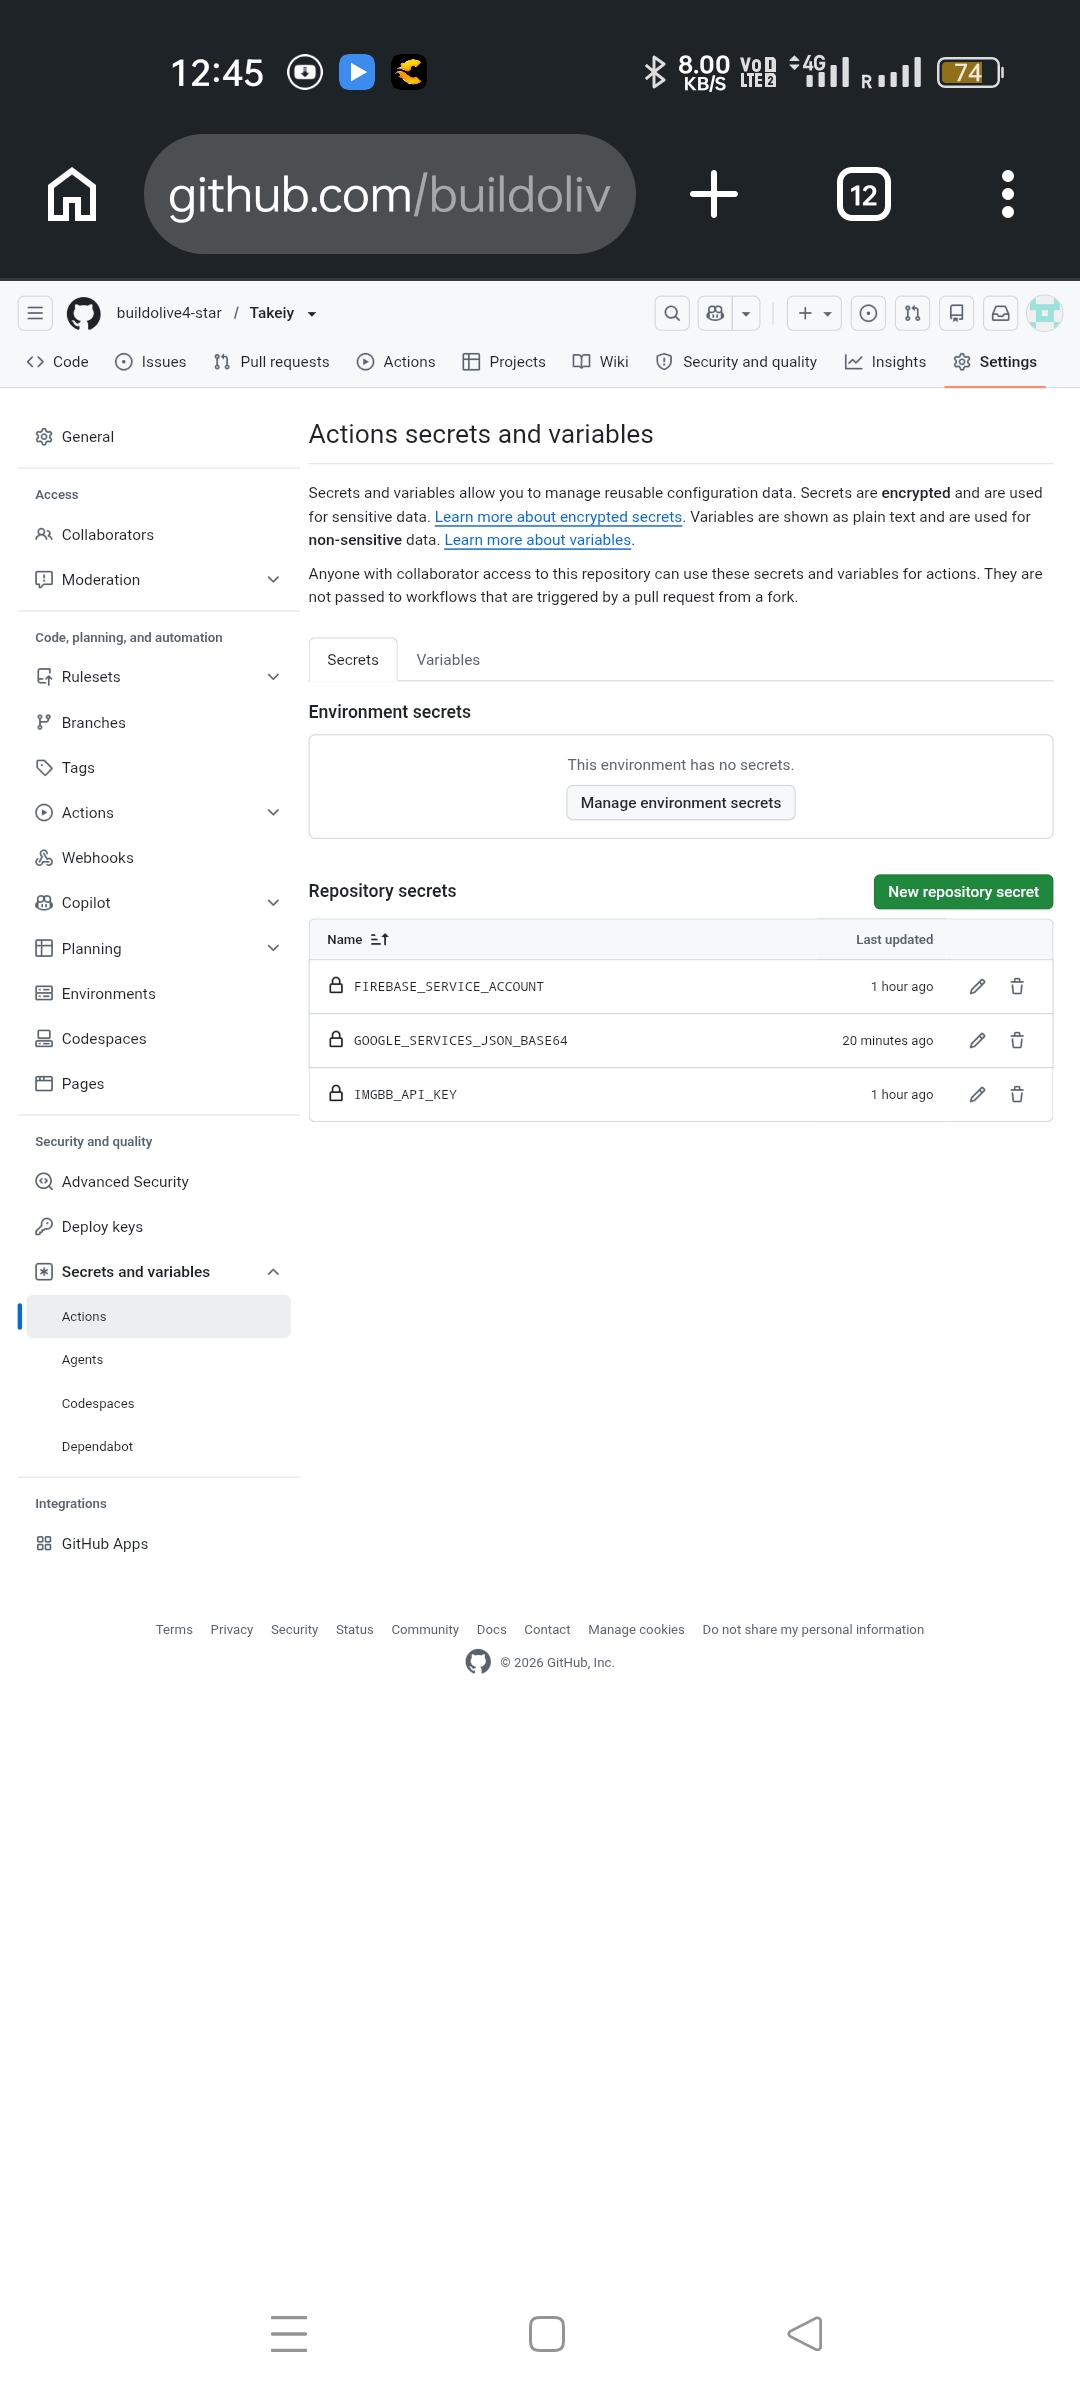 12:45
8.00
KB/S
Vo 1
LTE 2
4G
R
74
github.com/buildoliv
12
buildolive4-star / Takeiy
Code
Issues
Pull requests
Actions
Projects
Wiki
Security and quality
Insights
Settings
General
Access
Collaborators
Moderation
Code, planning, and automation
Rulesets
Branches
Tags
Actions
Webhooks
Copilot
Planning
Environments
Codespaces
Pages
Security and quality
Advanced Security
Deploy keys
Secrets and variables
Actions
Agents
Codespaces
Dependabot
Integrations
GitHub Apps
Actions secrets and variables
Secrets and variables allow you to manage reusable configuration data. Secrets are encrypted and are used
for sensitive data. Learn more about encrypted secrets. Variables are shown as plain text and are used for
non-sensitive data. Learn more about variables.
Anyone with collaborator access to this repository can use these secrets and variables for actions. They are
not passed to workflows that are triggered by a pull request from a fork.
Secrets
Variables
Environment secrets
This environment has no secrets.
Manage environment secrets
Repository secrets
New repository secret
Name
Last updated
FIREBASE_SERVICE_ACCOUNT
1 hour ago
GOOGLE_SERVICES_JSON_BASE64
20 minutes ago
IMGBB_API_KEY
1 hour ago
Terms
Privacy
Security
Status
Community
Docs
Contact
Manage cookies
Do not share my personal information
© 2026 GitHub, Inc.